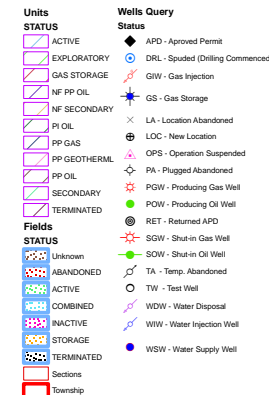 Units
STATUS
ACTIVE
EXPLORATORY
GAS STORAGE
NF PP OIL
NF SECONDARY
PI OIL
PP GAS
PP GEOTHERML
PP OIL
SECONDARY
TERMINATED
Fields
STATUS
Unknown
ABANDONED
ACTIVE
COMBINED
INACTIVE
STORAGE
TERMINATED
Sections
Township
Wells Query
Status
APD - Aproved Permit
DRL - Spuded (Drilling Commenced
GIW - Gas Injection
GS - Gas Storage
LA - Location Abandoned
LOC - New Location
OPS - Operation Suspended
PA - Plugged Abandoned
PGW - Producing Gas Well
POW - Producing Oil Well
RET - Returned APD
SGW - Shut-in Gas Well
SOW - Shut-in Oil Well
TA - Temp. Abandoned
TW - Test Well
WDW - Water Disposal
WIW - Water Injection Well
WSW - Water Supply Well